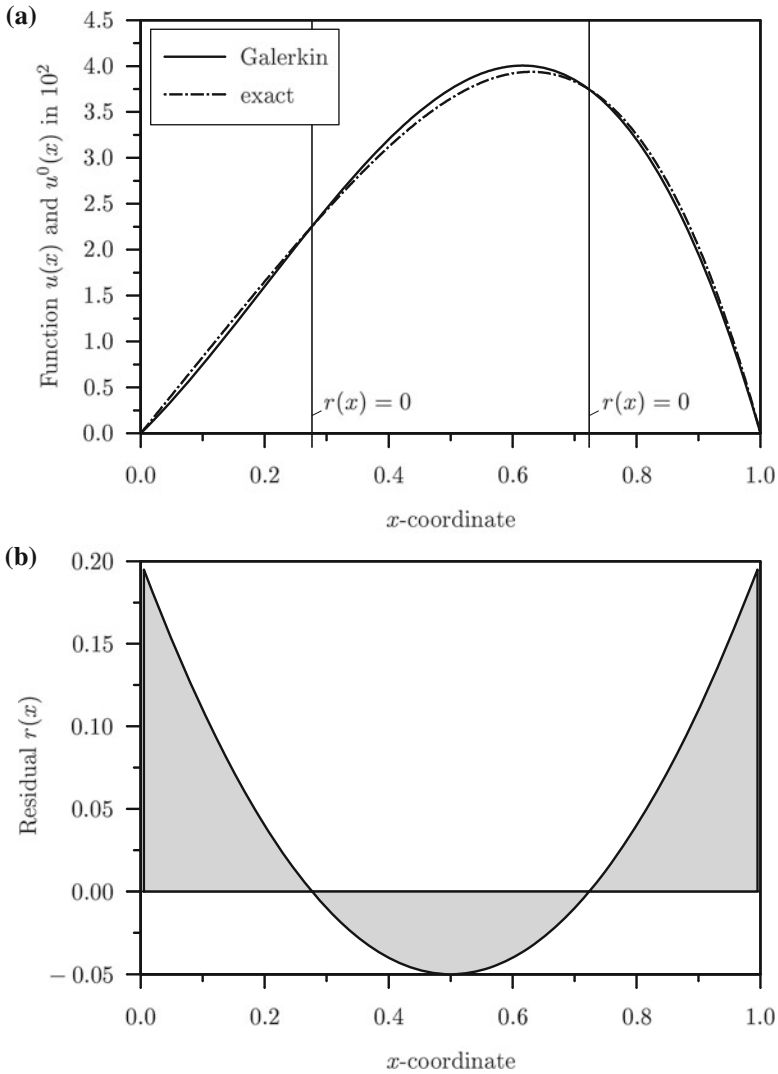 (a)
Function u(x) and u⁰(x) in 10²
4.5
4.0
3.5
3.0
2.5
2.0
1.5
1.0
0.5
0.0
Galerkin
exact
r(x) = 0
r(x) = 0
0.0 0.2 0.4 0.6 0.8 1.0
x-coordinate
(b)
Residual r(x)
0.20
0.15
0.10
0.05
0.00
− 0.05
0.0 0.2 0.4 0.6 0.8 1.0
x-coordinate